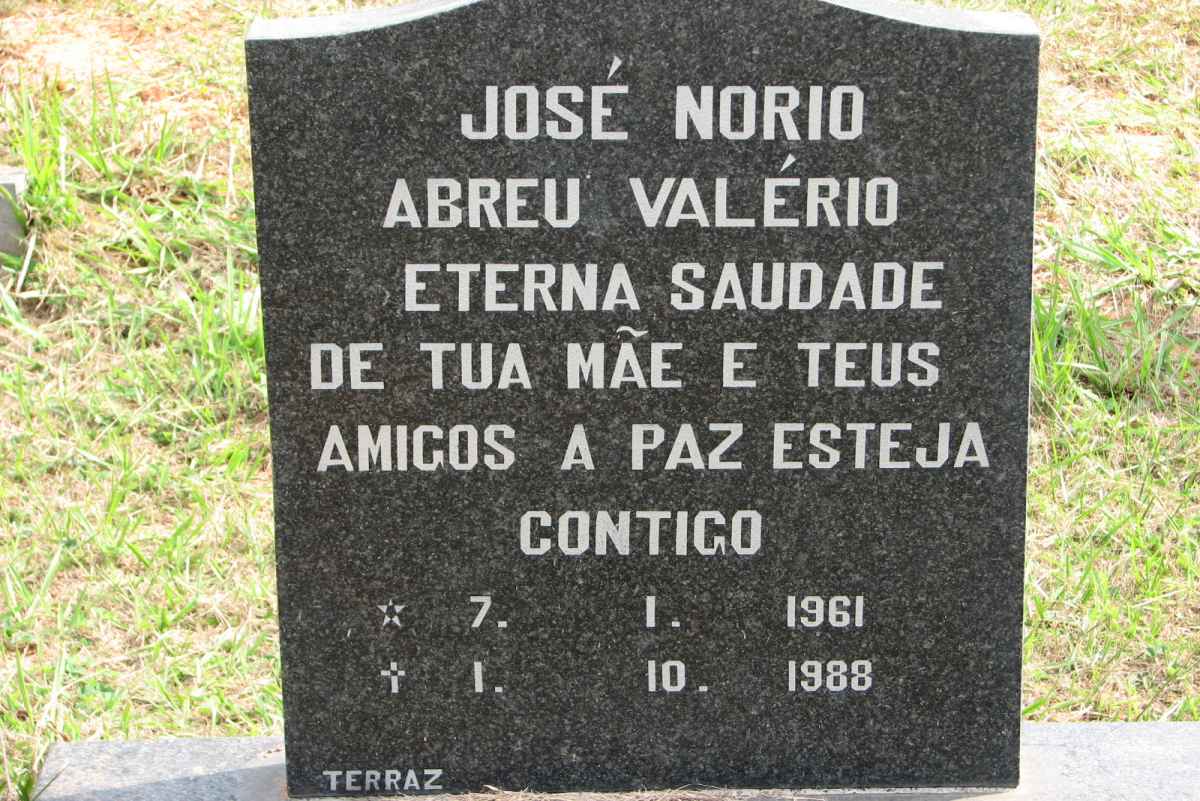 JOSÉ NORIO
ABREU VALÉRIO
ETERNA SAUDADE
DE TUA MÃE E TEUS
AMIGOS A PAZ ESTEJA
CONTIGO
☆ 7. 1. 1961
✝ 1. 10. 1988
TERRAZ